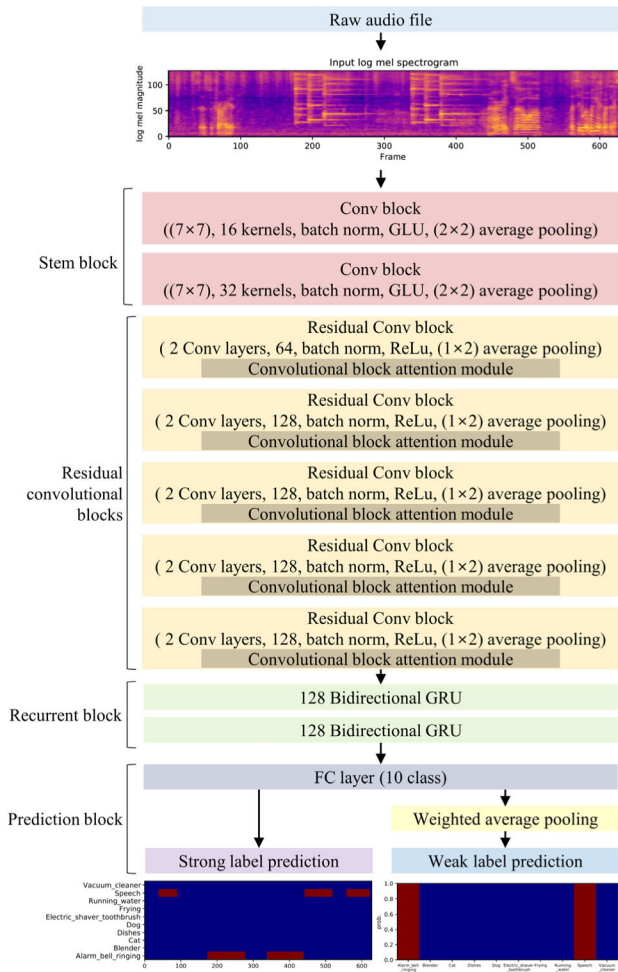 Raw audio file
Input log mel spectrogram
log mel magnitude
100
50
0
0
100
200
300
400
500
600
Frame
Stem block
Conv block
((7×7), 16 kernels, batch norm, GLU, (2×2) average pooling)
Conv block
((7×7), 32 kernels, batch norm, GLU, (2×2) average pooling)
Residual
convolutional
blocks
Residual Conv block
( 2 Conv layers, 64, batch norm, ReLu, (1×2) average pooling)
Convolutional block attention module
Residual Conv block
( 2 Conv layers, 128, batch norm, ReLu, (1×2) average pooling)
Convolutional block attention module
Residual Conv block
( 2 Conv layers, 128, batch norm, ReLu, (1×2) average pooling)
Convolutional block attention module
Residual Conv block
( 2 Conv layers, 128, batch norm, ReLu, (1×2) average pooling)
Convolutional block attention module
Residual Conv block
( 2 Conv layers, 128, batch norm, ReLu, (1×2) average pooling)
Convolutional block attention module
Recurrent block
128 Bidirectional GRU
128 Bidirectional GRU
Prediction block
FC layer (10 class)
Weighted average pooling
Strong label prediction
Weak label prediction
Vacuum_cleaner
Speech
Running_water
Frying
Electric_shaver_toothbrush
Dog
Dishes
Cat
Blender
Alarm_bell_ringing
0
100
200
300
400
500
600
prob.
1.0
0.8
0.6
0.4
0.2
0.0
Alarm_bell
_ringing
Blender
Cat
Dishes
Dog
Electric_shaver
_toothbrush
Frying
Running
_water
Speech
Vacuum
_cleaner